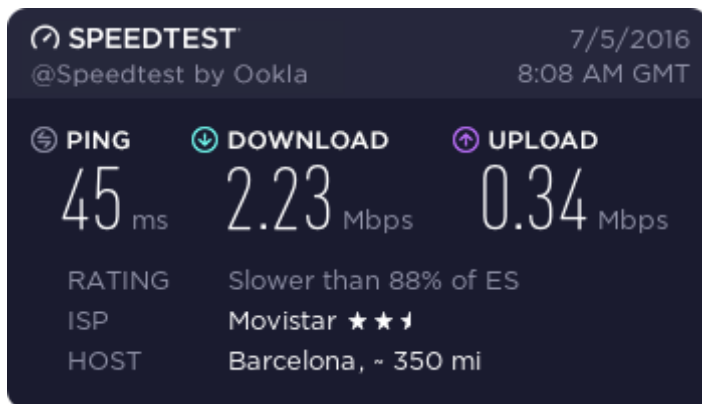 SPEEDTEST 7/5/2016
@Speedtest by Ookla 8:08 AM GMT
PING DOWNLOAD UPLOAD
45 ms 2.23 Mbps 0.34 Mbps
RATING Slower than 88% of ES
ISP Movistar
HOST Barcelona, ~ 350 mi